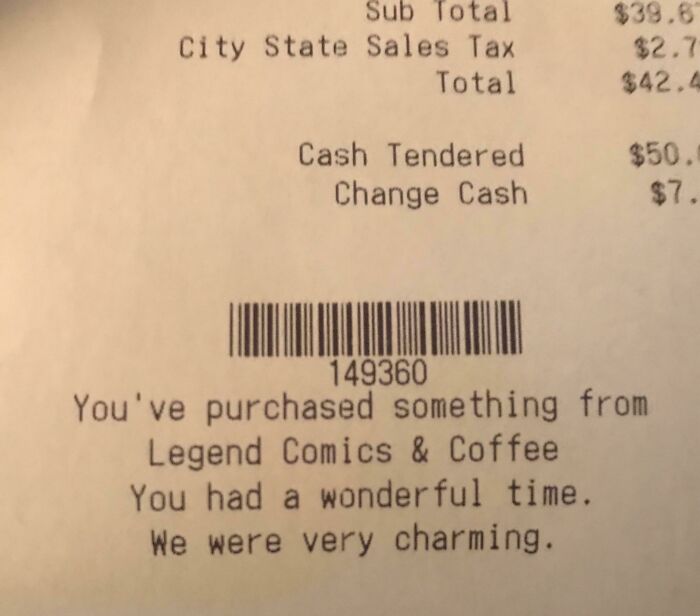 Sub Total $39.6
City State Sales Tax $2.7
Total $42.4
Cash Tendered $50.
Change Cash $7.
149360
You've purchased something from
Legend Comics & Coffee
You had a wonderful time.
We were very charming.